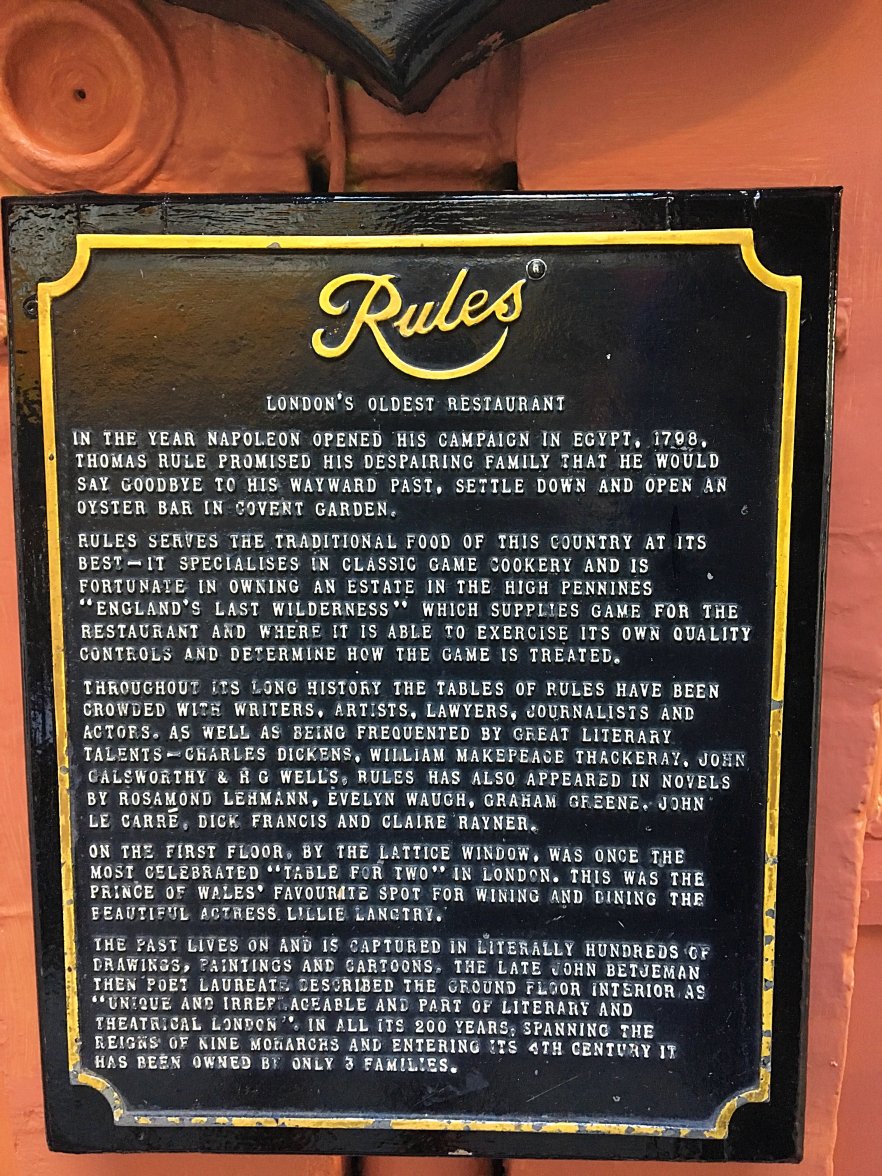 Rules®
LONDON'S OLDEST RESTAURANT
IN THE YEAR NAPOLEON OPENED HIS CAMPAIGN IN EGYPT, 1798,
THOMAS RULE PROMISED HIS DESPAIRING FAMILY THAT HE WOULD
SAY GOODBYE TO HIS WAYWARD PAST, SETTLE DOWN AND OPEN AN
OYSTER BAR IN COVENT GARDEN.
RULES SERVES THE TRADITIONAL FOOD OF THIS COUNTRY AT ITS
BEST—IT SPECIALISES IN CLASSIC GAME COOKERY AND IS
FORTUNATE IN OWNING AN ESTATE IN THE HIGH PENNINES
"ENGLAND'S LAST WILDERNESS" WHICH SUPPLIES GAME FOR THE
RESTAURANT AND WHERE IT IS ABLE TO EXERCISE ITS OWN QUALITY
CONTROLS AND DETERMINE HOW THE GAME IS TREATED.
THROUGHOUT ITS LONG HISTORY THE TABLES OF RULES HAVE BEEN
CROWDED WITH WRITERS, ARTISTS, LAWYERS, JOURNALISTS AND
ACTORS. AS WELL AS BEING FREQUENTED BY GREAT LITERARY
TALENTS—CHARLES DICKENS, WILLIAM MAKEPEACE THACKERAY, JOHN
GALSWORTHY & H G WELLS, RULES HAS ALSO APPEARED IN NOVELS
BY ROSAMOND LEHMANN, EVELYN WAUGH, GRAHAM GREENE, JOHN
LE CARRÉ, DICK FRANCIS AND CLAIRE RAYNER.
ON THE FIRST FLOOR, BY THE LATTICE WINDOW, WAS ONCE THE
MOST CELEBRATED "TABLE FOR TWO" IN LONDON. THIS WAS THE
PRINCE OF WALES' FAVOURITE SPOT FOR WINING AND DINING THE
BEAUTIFUL ACTRESS LILLIE LANGTRY.
THE PAST LIVES ON AND IS CAPTURED IN LITERALLY HUNDREDS OF
DRAWINGS, PAINTINGS AND CARTOONS. THE LATE JOHN BETJEMAN
THEN POET LAUREATE DESCRIBED THE GROUND FLOOR INTERIOR AS
"UNIQUE AND IRREPLACEABLE AND PART OF LITERARY AND
THEATRICAL LONDON". IN ALL ITS 200 YEARS, SPANNING THE
REIGNS OF NINE MONARCHS AND ENTERING ITS 4TH CENTURY IT
HAS BEEN OWNED BY ONLY 3 FAMILIES.